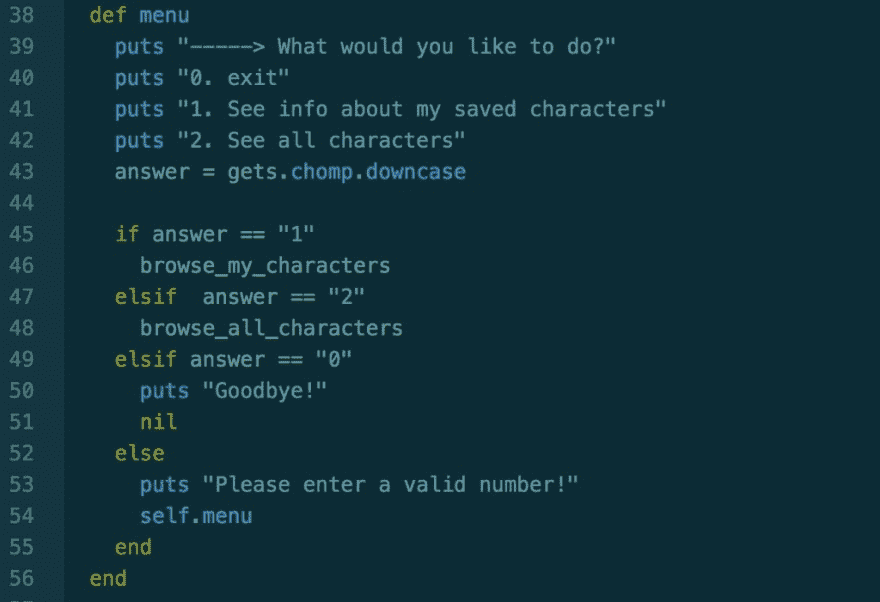 38 def menu
39 puts "-----> What would you like to do?"
40 puts "0. exit"
41 puts "1. See info about my saved characters"
42 puts "2. See all characters"
43 answer = gets.chomp.downcase
44
45 if answer == "1"
46 browse_my_characters
47 elsif  answer == "2"
48 browse_all_characters
49 elsif answer == "0"
50 puts "Goodbye!"
51 nil
52 else
53 puts "Please enter a valid number!"
54 self.menu
55 end
56 end